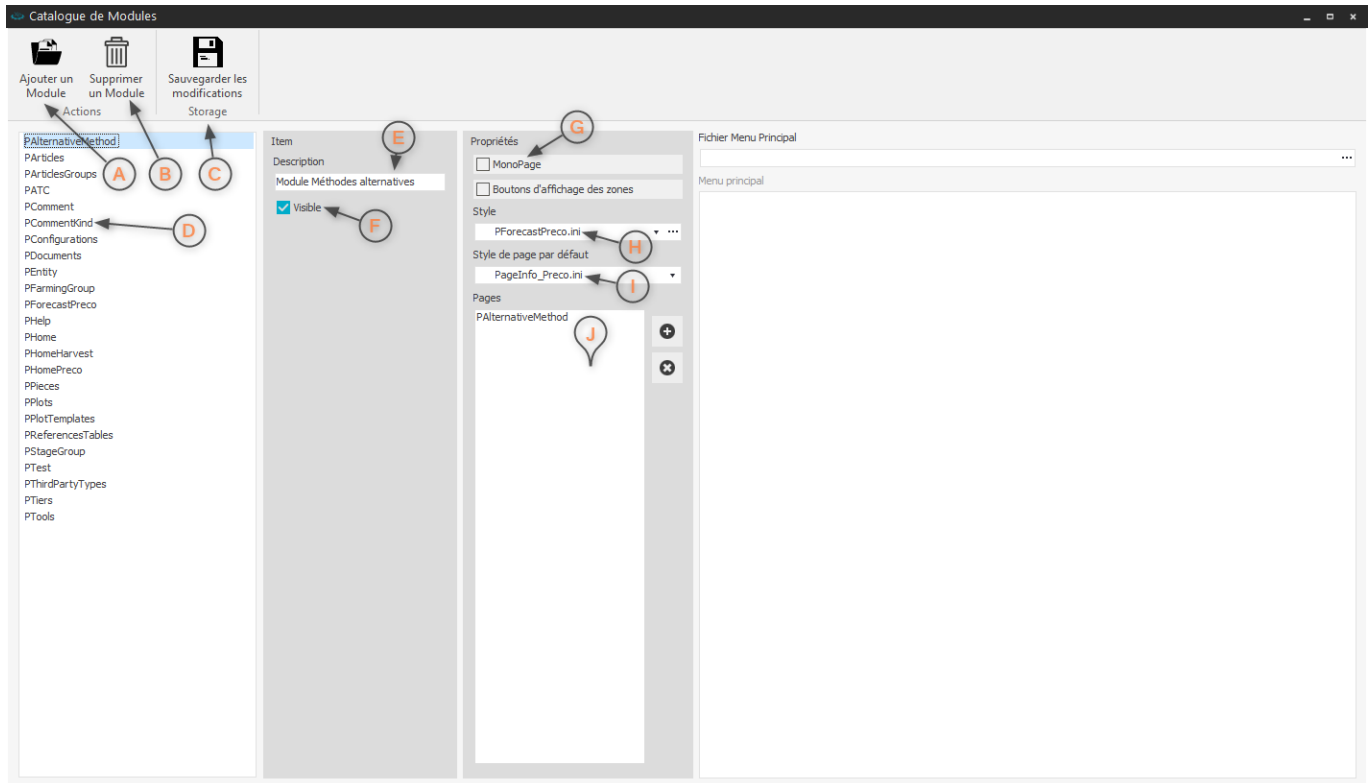 Catalogue de Modules
Ajouter un
Module
Supprimer
un Module
Sauvegarder les
modifications
Actions
Storage
PAlternativeMethod
PArticles
PArticlesGroups
PATC
PComment
PCommentKind
PConfigurations
PDocuments
PEntity
PFarmingGroup
PForecastPreco
PHelp
PHome
PHomeHarvest
PHomePreco
PPieces
PPlots
PPlotTemplates
PReferencesTables
PStageGroup
PTest
PThirdPartyTypes
PTiers
PTools
A
B
C
D
Item
Description
Module Méthodes alternatives
Visible
E
F
Propriétés
MonoPage
Boutons d'affichage des zones
Style
PForecastPreco.ini
Style de page par défaut
PageInfo_Preco.ini
Pages
PAlternativeMethod
G
H
I
J
Fichier Menu Principal
Menu principal